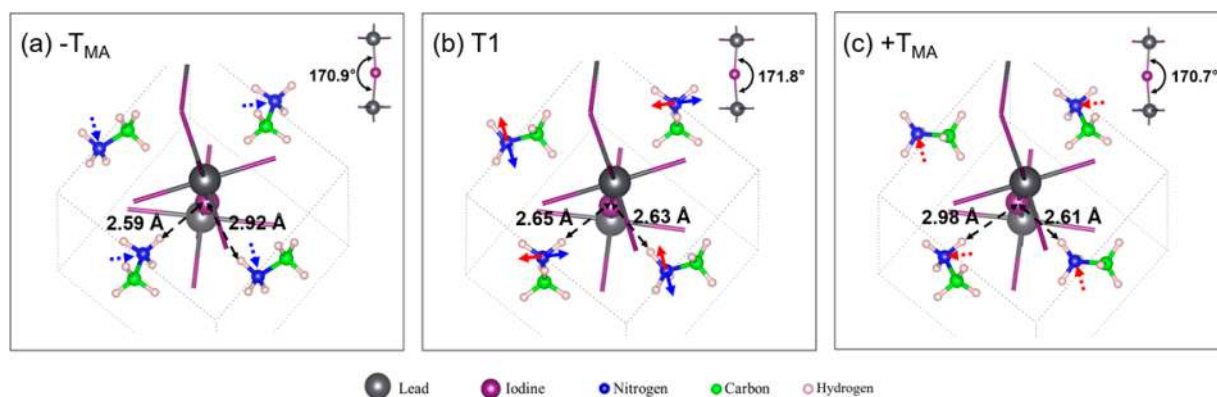 (a) -T_MA
170.9°
2.59 Å
2.92 Å
(b) T1
171.8°
2.65 Å
2.63 Å
(c) +T_MA
170.7°
2.98 Å
2.61 Å
Lead Iodine Nitrogen Carbon Hydrogen